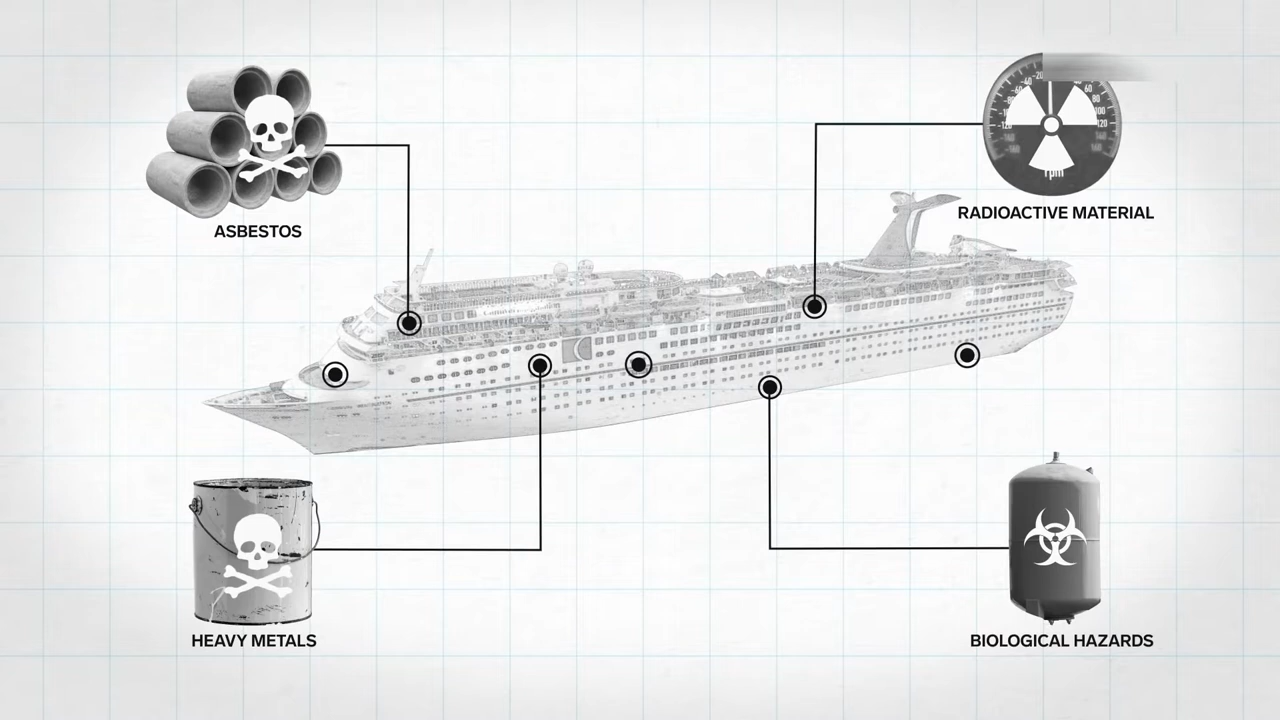 ASBESTOS
RADIOACTIVE MATERIAL
HEAVY METALS
BIOLOGICAL HAZARDS